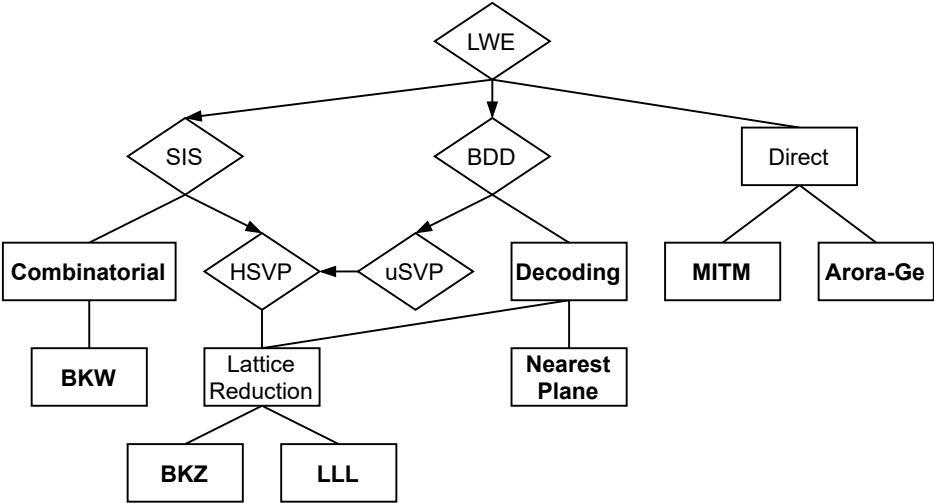 LWE
SIS
BDD
Direct
Combinatorial
HSVP
uSVP
Decoding
MITM
Arora-Ge
BKW
Lattice
Reduction
Nearest
Plane
BKZ
LLL